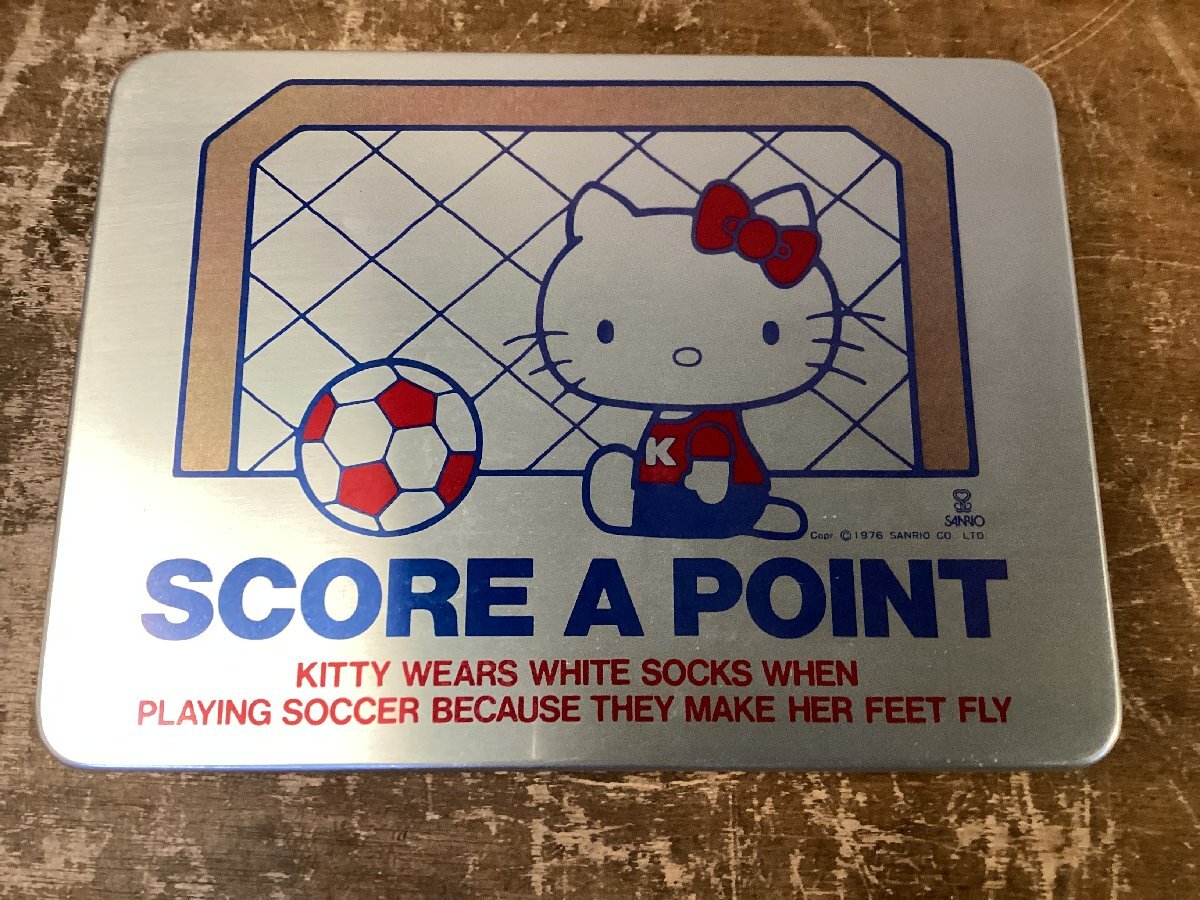 K
SANRIO
Copr. ©1976 SANRIO CO., LTD.
SCORE A POINT
KITTY WEARS WHITE SOCKS WHEN
PLAYING SOCCER BECAUSE THEY MAKE HER FEET FLY